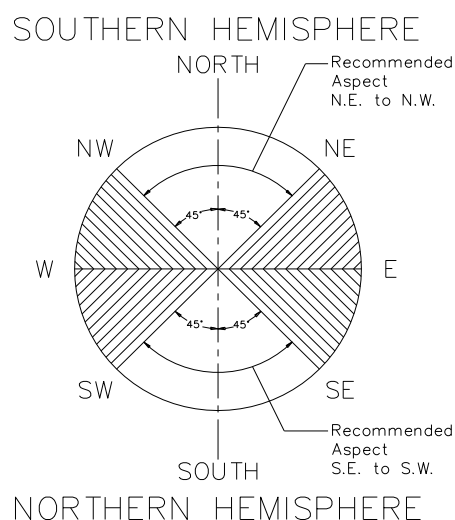 SOUTHERN HEMISPHERE
NORTH
Recommended
Aspect
N.E. to N.W.
NW
NE
45°
45°
W
E
45°
45°
SW
SE
Recommended
Aspect
S.E. to S.W.
SOUTH
NORTHERN HEMISPHERE